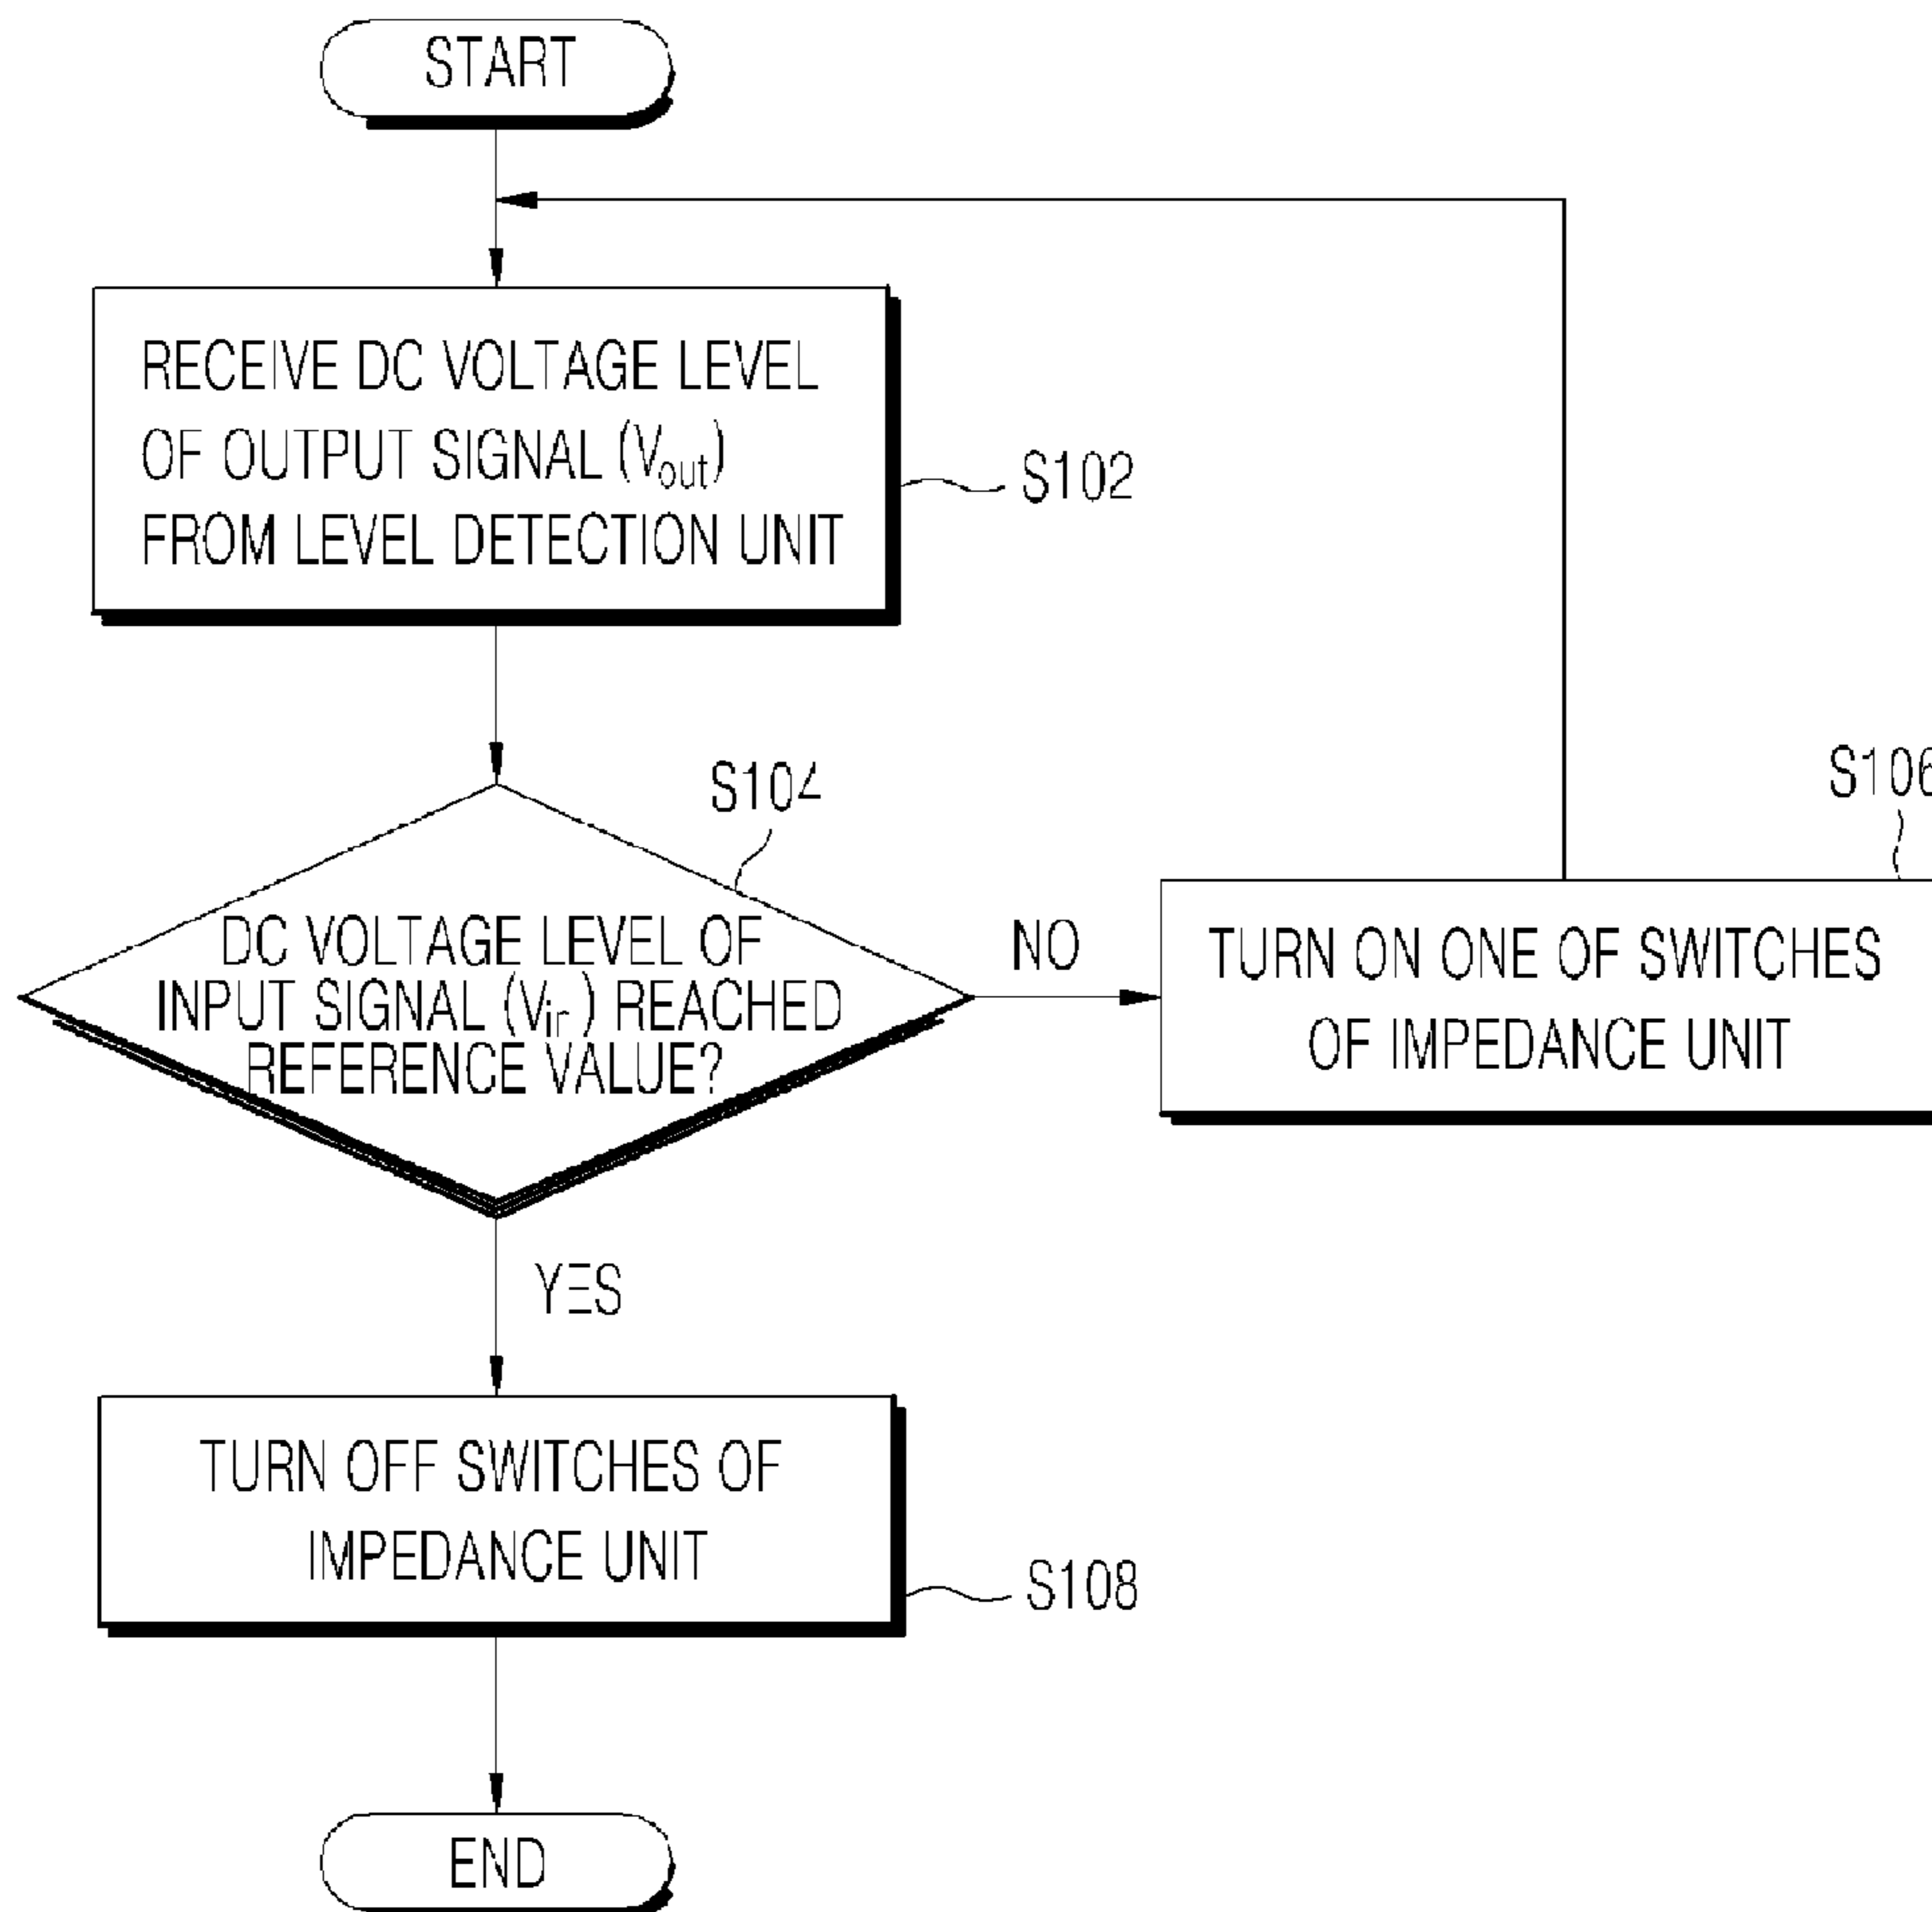 START
RECEIVE DC VOLTAGE LEVEL
OF OUTPUT SIGNAL (Vout)
FROM LEVEL DETECTION UNIT
S102
S104
DC VOLTAGE LEVEL OF
INPUT SIGNAL (Vin) REACHED
REFERENCE VALUE?
NO
S106
TURN ON ONE OF SWITCHES
OF IMPEDANCE UNIT
YES
TURN OFF SWITCHES OF
IMPEDANCE UNIT
S108
END